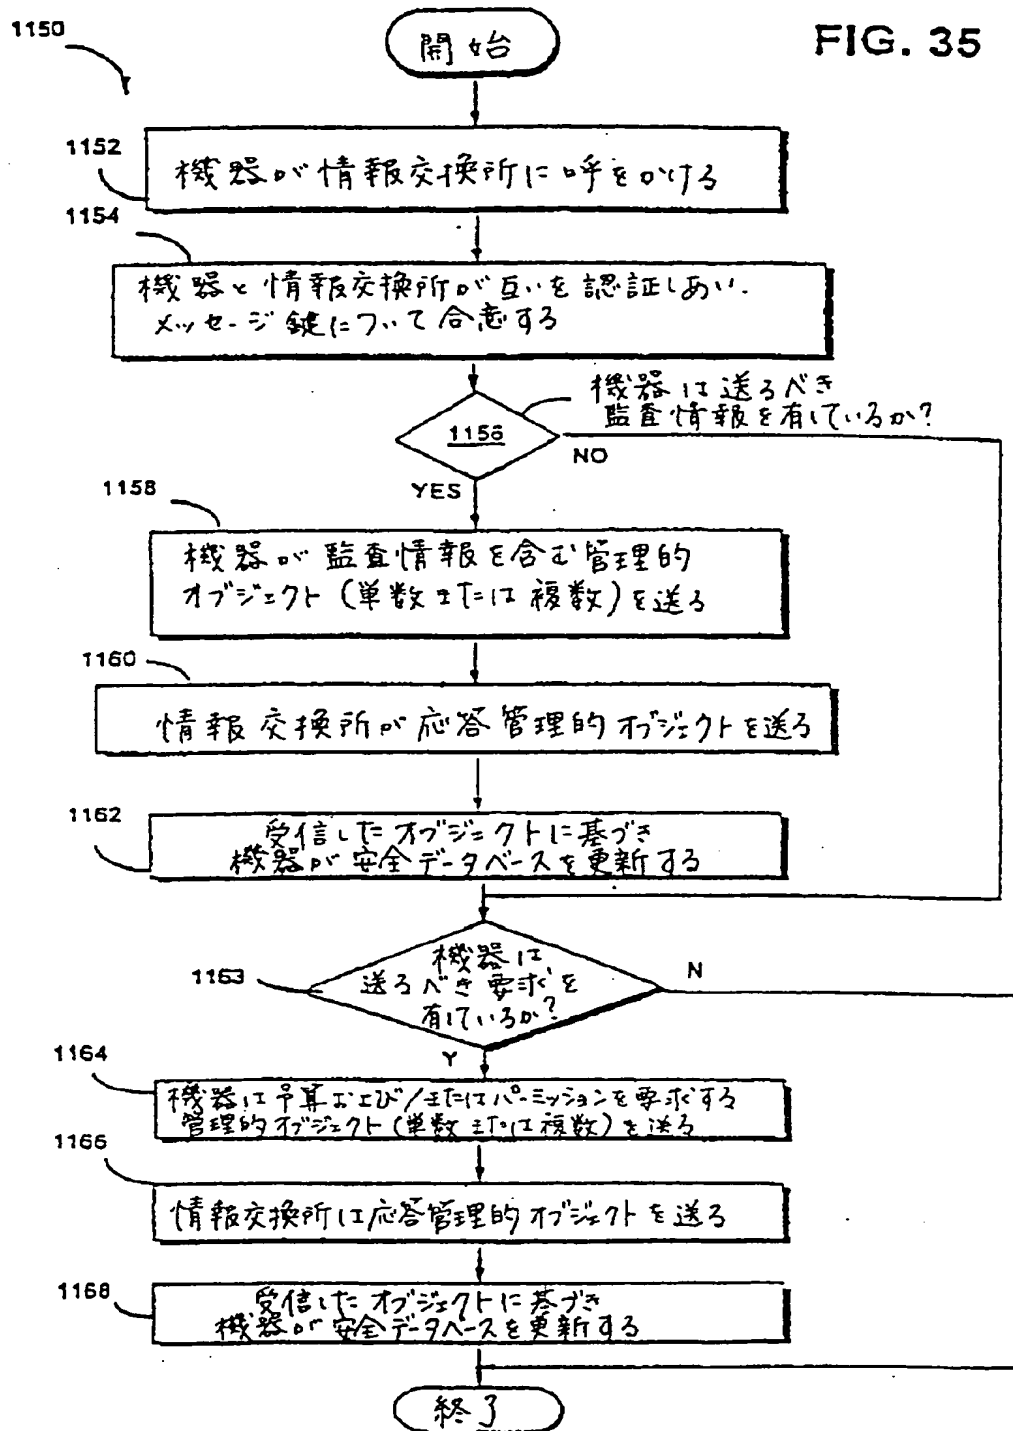 FIG. 35
1150
開始
1152
機器が情報交換所に呼をかける
1154
機器と情報交換所が互いを認証しあい、
メッセージ鍵について合意する
機器は送るべき
監査情報を有しているか?
1156
NO
YES
1158
機器が監査情報を含む管理的
オブジェクト(単数または複数)を送る
1160
情報交換所が応答管理的オブジェクトを送る
1162
受信したオブジェクトに基づき
機器が安全データベースを更新する
1163
機器は
送るべき要求を
有しているか?
N
Y
1164
機器は予算および/またはパーミッションを要求する
管理的オブジェクト(単数または複数)を送る
1166
情報交換所は応答管理的オブジェクトを送る
1168
受信したオブジェクトに基づき
機器が安全データベースを更新する
終了